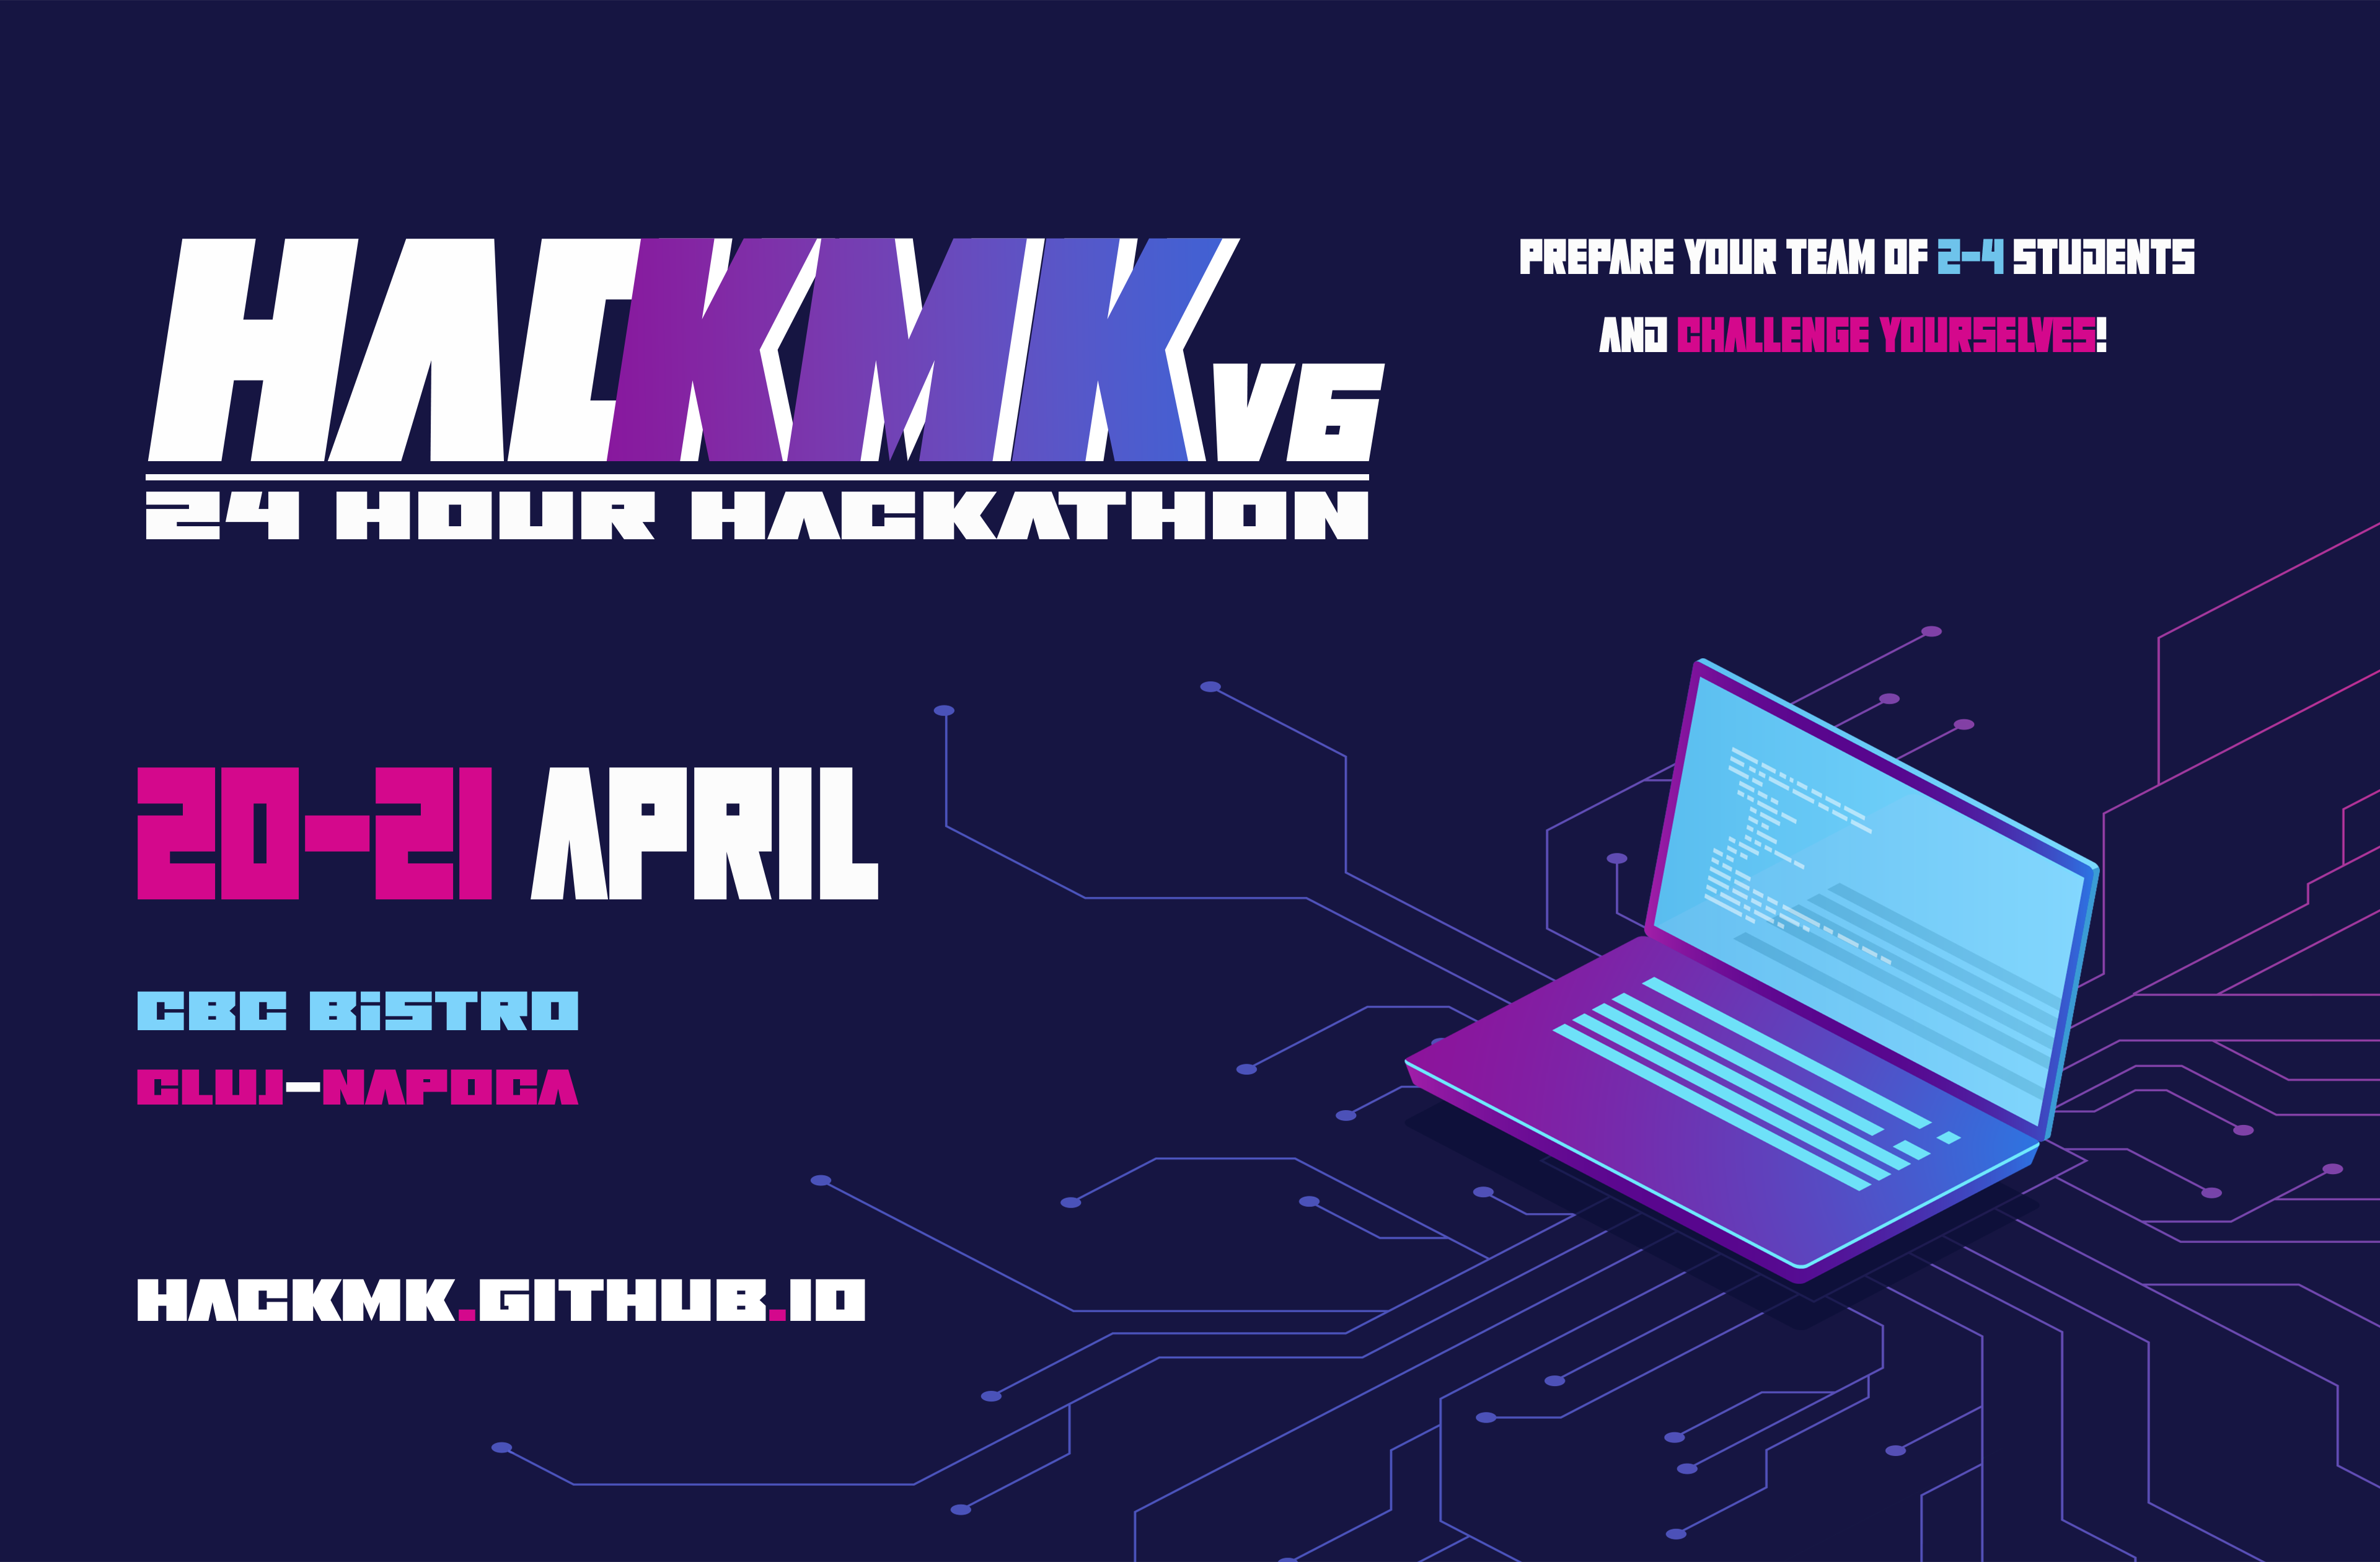 HACKMK V6
24 HOUR HACKATHON
PREPARE YOUR TEAM OF 2-4 STUDENTS
AND CHALLENGE YOURSELVES!
20-21 APRIL
CBC BiSTRO
CLUJ-NAPOCA
HACKMK.GITHUB.IO